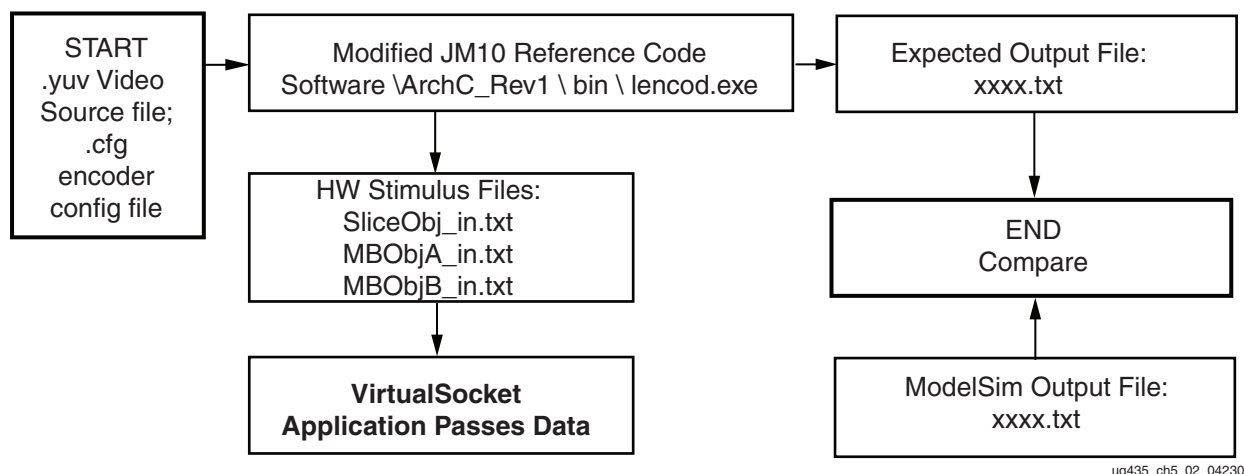 START
.yuv Video
Source file;
.cfg
encoder
config file
Modified JM10 Reference Code
Software \ArchC_Rev1 \ bin \ lencod.exe
Expected Output File:
xxxx.txt
HW Stimulus Files:
SliceObj_in.txt
MBObjA_in.txt
MBObjB_in.txt
END
Compare
VirtualSocket
Application Passes Data
ModelSim Output File:
xxxx.txt
ug435_ch5_02_04230